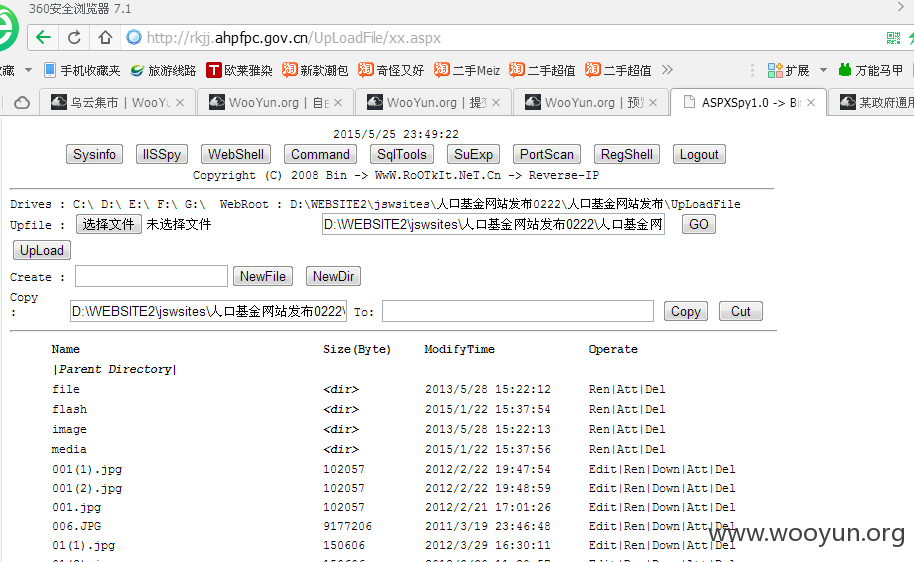 360安全浏览器 7.1
http://rkjj.ahpfpc.gov.cn/UpLoadFile/xx.aspx
藏 手机收藏夹 旅游线路 欧莱雅染 新款潮包 奇怪又好 二手Meiz 二手超值 二手超值 扩展 万能马甲
乌云集市 | WooY WooYun.org | 自由 WooYun.org | 提交 WooYun.org | 预览 ASPXSpy1.0 -> Bi 某政府通用
2015/5/25 23:49:22
Sysinfo IISSpy WebShell Command SqlTools SuExp PortScan RegShell Logout
Copyright (C) 2008 Bin -> WwW.RoOTkIt.NeT.Cn -> Reverse-IP
Drives : C:\ D:\ E:\ F:\ G:\ WebRoot : D:\WEBSITE2\jswsites\人口基金网站发布0222\人口基金网站发布\UpLoadFile
Upfile : 选择文件 未选择文件 D:\WEBSITE2\jswsites\人口基金网站发布0222\人口基金网 GO
UpLoad
Create : NewFile NewDir
Copy : D:\WEBSITE2\jswsites\人口基金网站发布0222\ To: Copy Cut
Name Size(Byte) ModifyTime Operate
|Parent Directory|
file <dir> 2013/5/28 15:22:12 Ren|Att|Del
flash <dir> 2015/1/22 15:37:54 Ren|Att|Del
image <dir> 2013/5/28 15:22:13 Ren|Att|Del
media <dir> 2015/1/22 15:37:56 Ren|Att|Del
001(1).jpg 102057 2012/2/22 19:47:54 Edit|Ren|Down|Att|Del
001(2).jpg 102057 2012/2/22 19:48:59 Edit|Ren|Down|Att|Del
001.jpg 102057 2012/2/21 17:01:26 Edit|Ren|Down|Att|Del
006.JPG 9177206 2011/3/19 23:46:48 Edit|Ren|Down|Att|Del
01(1).jpg 150606 2012/3/29 16:30:11 Edit|Ren|Down|Att|Del
www.wooyun.org